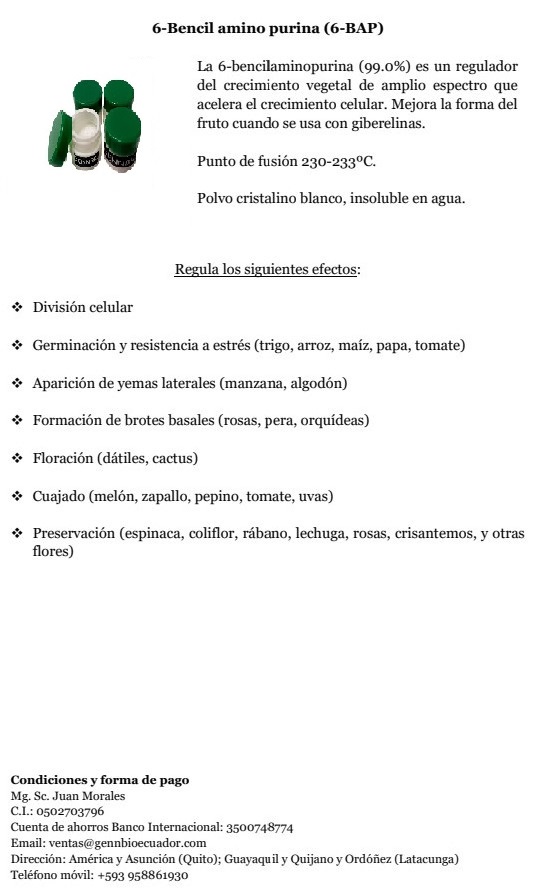 6-Bencil amino purina (6-BAP)
La 6-bencilaminopurina (99.0%) es un regulador
del crecimiento vegetal de amplio espectro que
acelera el crecimiento celular. Mejora la forma del
fruto cuando se usa con giberelinas.
Punto de fusión 230-233ºC.
Polvo cristalino blanco, insoluble en agua.
Regula los siguientes efectos:
❖ División celular
❖ Germinación y resistencia a estrés (trigo, arroz, maíz, papa, tomate)
❖ Aparición de yemas laterales (manzana, algodón)
❖ Formación de brotes basales (rosas, pera, orquídeas)
❖ Floración (dátiles, cactus)
❖ Cuajado (melón, zapallo, pepino, tomate, uvas)
❖ Preservación (espinaca, coliflor, rábano, lechuga, rosas, crisantemos, y otras
flores)
Condiciones y forma de pago
Mg. Sc. Juan Morales
C.I.: 0502703796
Cuenta de ahorros Banco Internacional: 3500748774
Email: ventas@gennbioecuador.com
Dirección: América y Asunción (Quito); Guayaquil y Quijano y Ordóñez (Latacunga)
Teléfono móvil: +593 958861930